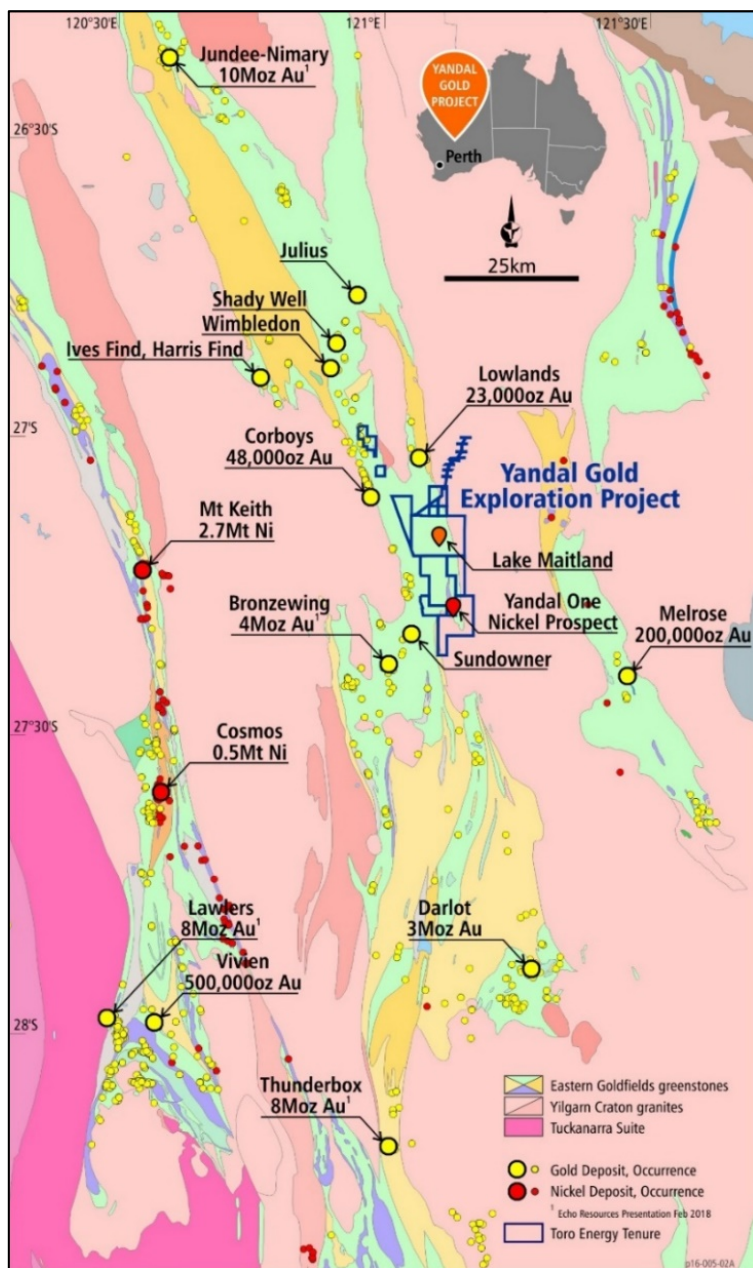 120°30'E
121°0'E
121°30'E
Jundee-Nimary
10Moz Au¹
YANDAL
GOLD
PROJECT
Perth
26°30'S
25km
Julius
Shady Well
Wimbledon
Ives Find, Harris Find
Lowlands
23,000oz Au
27°S
Corboys
48,000oz Au
Yandal Gold
Exploration Project
Mt Keith
2.7Mt Ni
Lake Maitland
Bronzewing
4Moz Au¹
Yandal One
Nickel Prospect
Melrose
200,000oz Au
Sundowner
27°30'S
Cosmos
0.5Mt Ni
Lawlers
8Moz Au¹
Darlot
3Moz Au
Vivien
500,000oz Au
28°S
Thunderbox
8Moz Au¹
Eastern Goldfields greenstones
Yilgarn Craton granites
Tuckanarra Suite
Gold Deposit, Occurrence
Nickel Deposit, Occurrence
¹ Echo Resources Presentation Feb 2018
Toro Energy Tenure
p16-005-02A